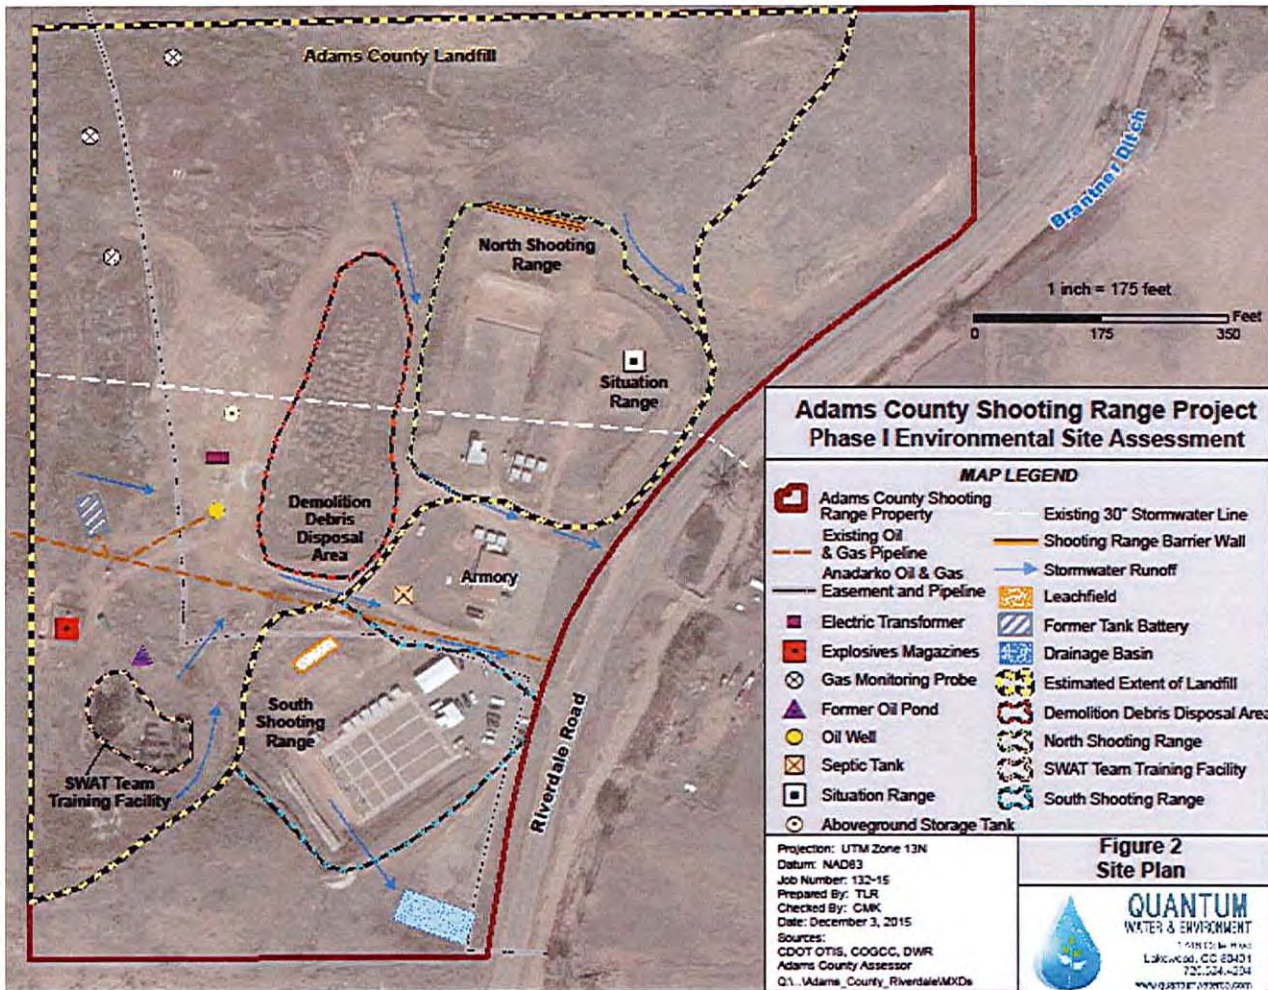 Adams County Landfill
Brantner Ditch
North Shooting
Range
1 inch = 175 feet
Feet
0 175 350
Situation
Range
Demolition
Debris
Disposal
Area
Armory
South
Shooting
Range
SWAT Team
Training Facility
Riverdale Road
Adams County Shooting Range Project
Phase I Environmental Site Assessment
MAP LEGEND
Adams County Shooting
Range Property
Existing Oil
& Gas Pipeline
Anadarko Oil & Gas
Easement and Pipeline
Electric Transformer
Explosives Magazines
Gas Monitoring Probe
Former Oil Pond
Oil Well
Septic Tank
Situation Range
Aboveground Storage Tank
Existing 30" Stormwater Line
Shooting Range Barrier Wall
Stormwater Runoff
Leachfield
Former Tank Battery
Drainage Basin
Estimated Extent of Landfill
Demolition Debris Disposal Area
North Shooting Range
SWAT Team Training Facility
South Shooting Range
Projection: UTM Zone 13N
Datum: NAD83
Job Number: 132-15
Prepared By: TLR
Checked By: CMK
Date: December 3, 2015
Sources:
CDOT OTIS, COGCC, DWR
Adams County Assessor
Q:\...\Adams_County_Riverdale\MXDs
Figure 2
Site Plan
QUANTUM
WATER & ENVIRONMENT
Lakewood, CO 80401